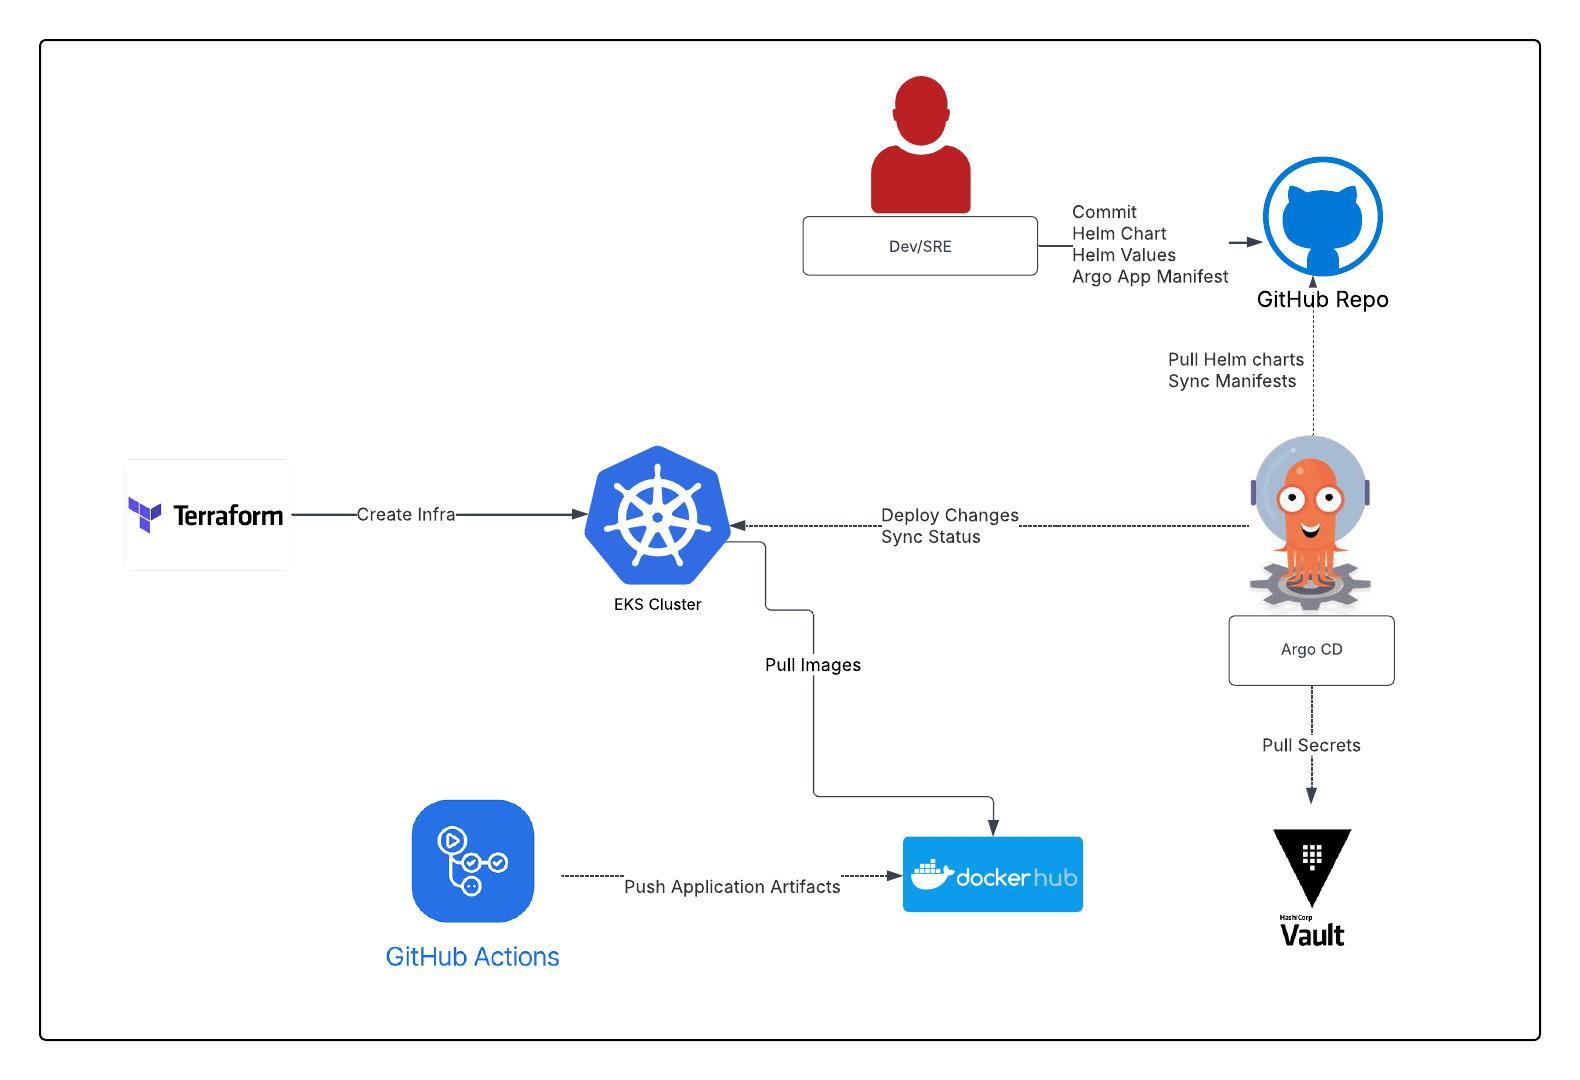 Dev/SRE
Commit
Helm Chart
Helm Values
Argo App Manifest
GitHub Repo
Pull Helm charts
Sync Manifests
Terraform
Create Infra
EKS Cluster
Deploy Changes
Sync Status
Argo CD
Pull Images
Pull Secrets
GitHub Actions
Push Application Artifacts
dockerhub
HashiCorp
Vault